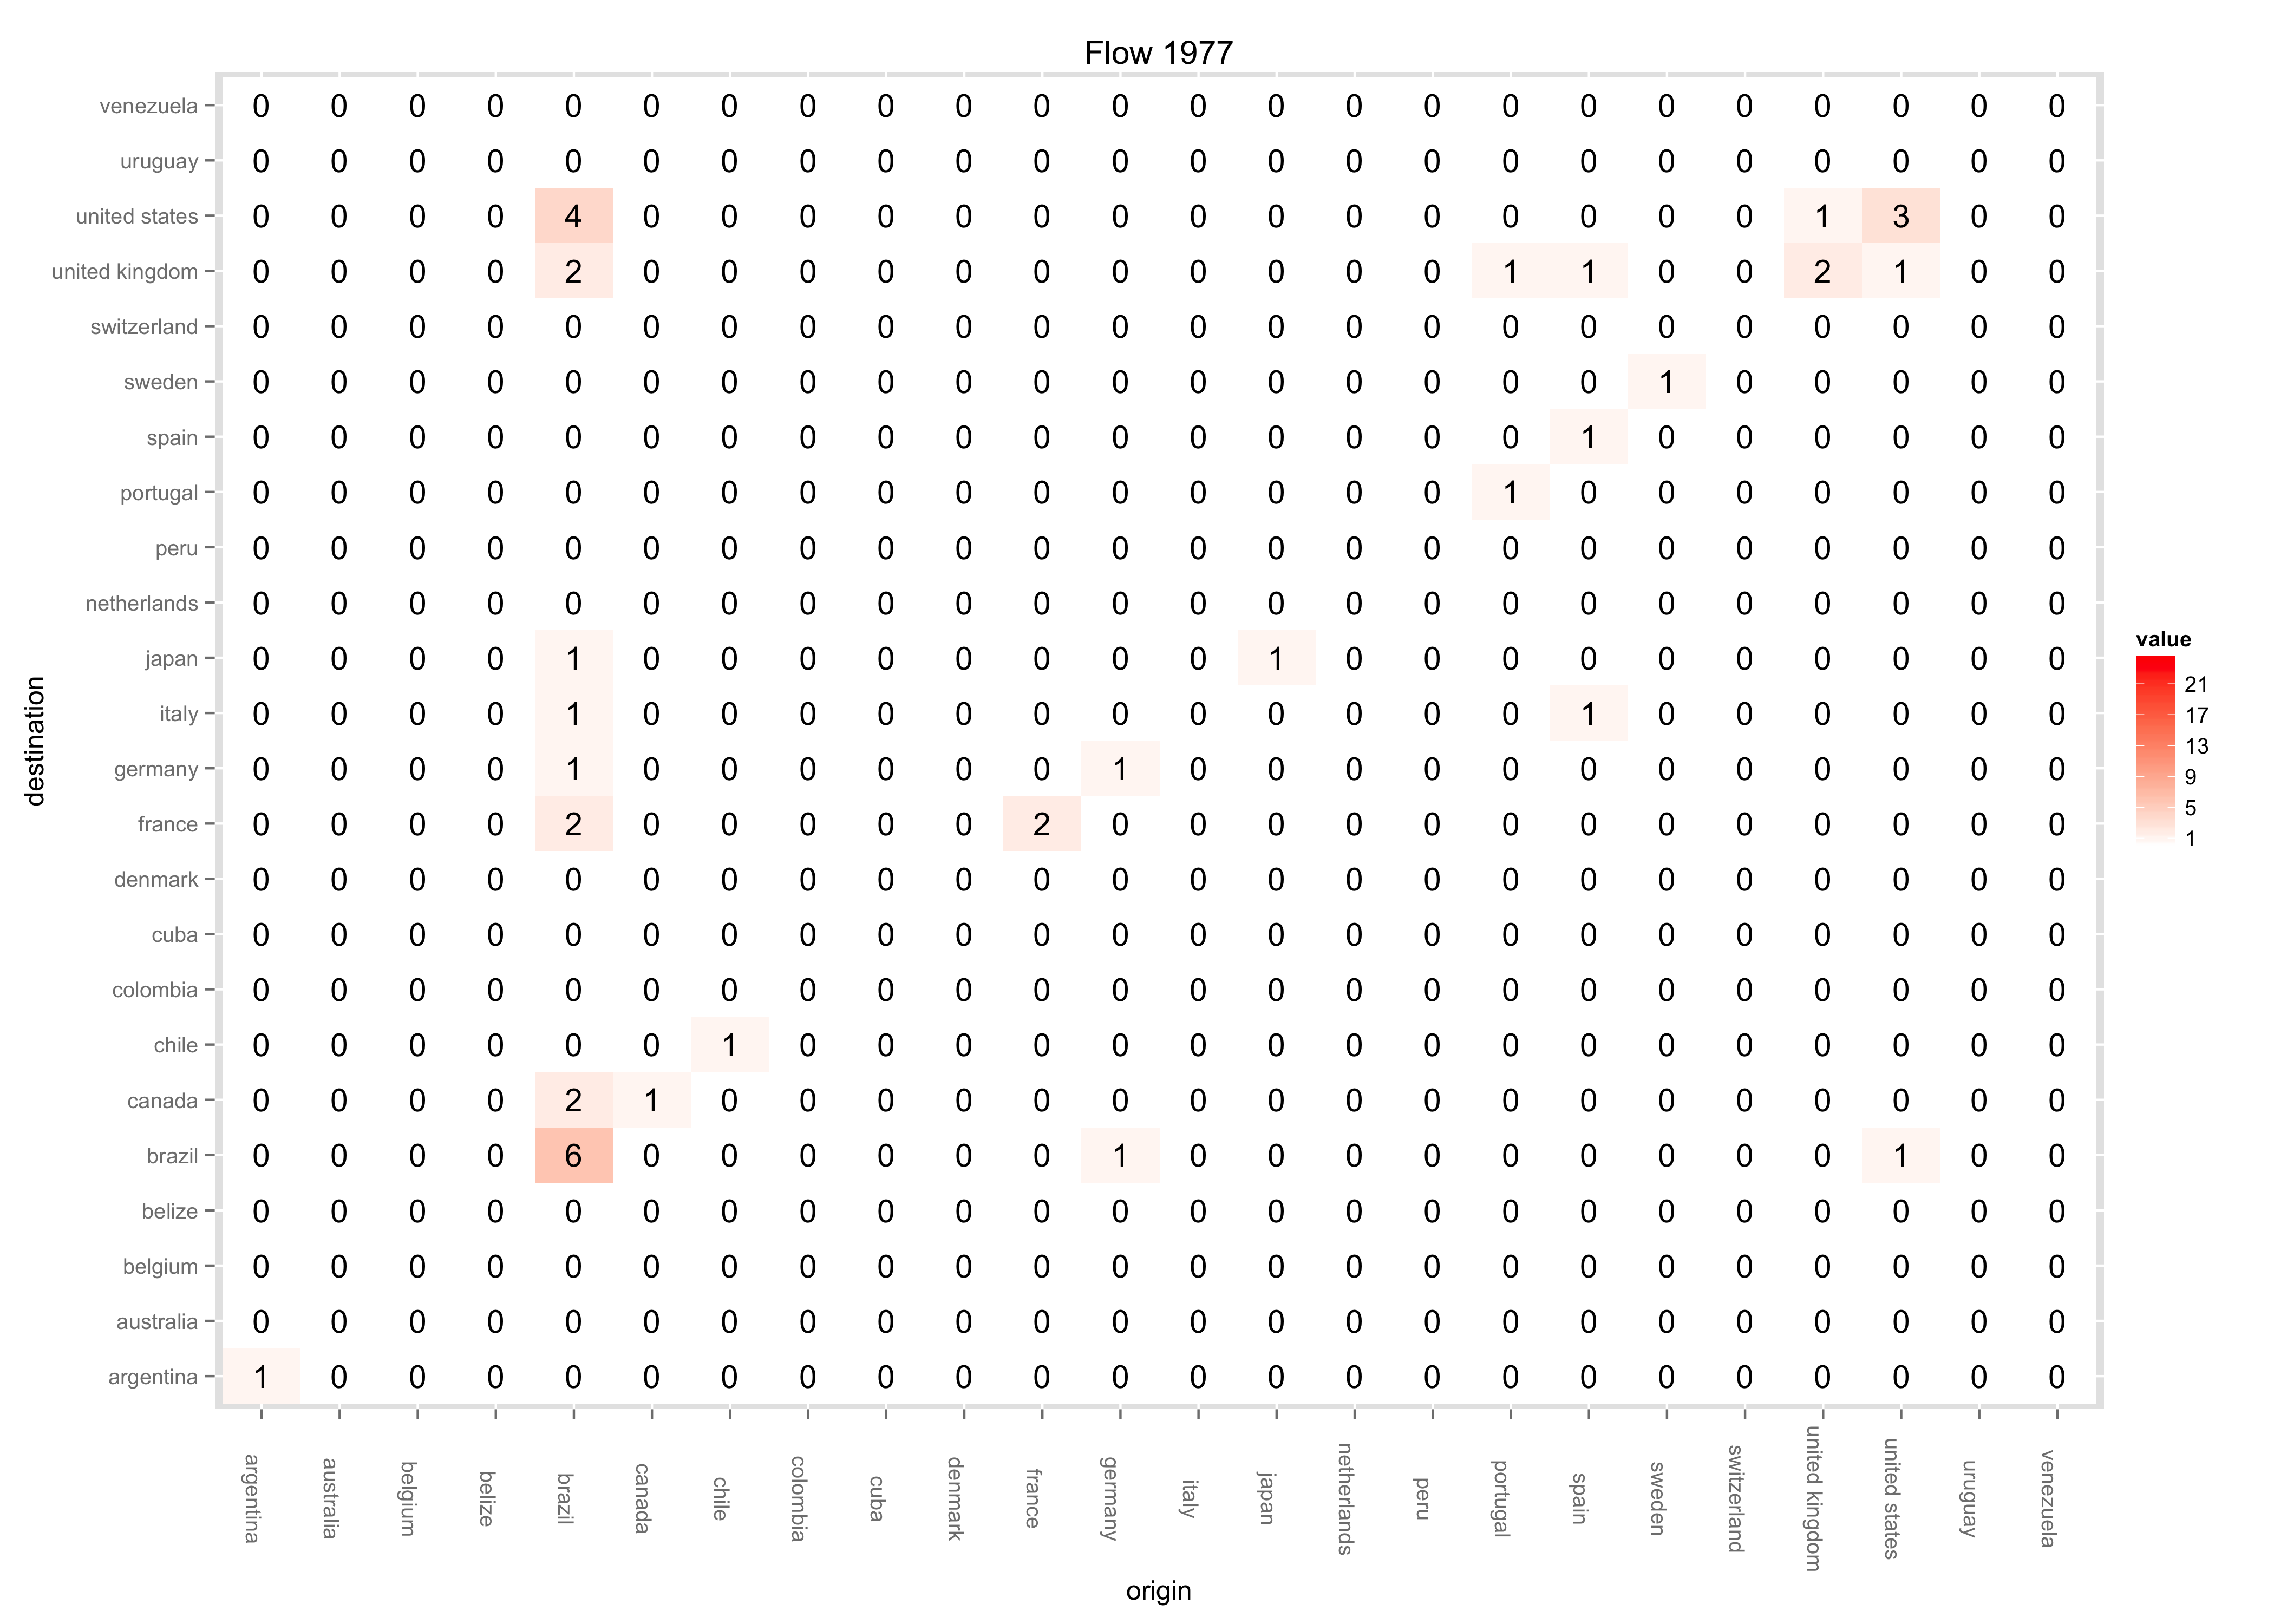 Flow 1977
venezuela 0 0 0 0 0 0 0 0 0 0 0 0 0 0 0 0 0 0 0 0 0 0 0 0
uruguay 0 0 0 0 0 0 0 0 0 0 0 0 0 0 0 0 0 0 0 0 0 0 0 0
united states 0 0 0 0 4 0 0 0 0 0 0 0 0 0 0 0 0 0 0 0 1 3 0 0
united kingdom 0 0 0 0 2 0 0 0 0 0 0 0 0 0 0 0 1 1 0 0 2 1 0 0
switzerland 0 0 0 0 0 0 0 0 0 0 0 0 0 0 0 0 0 0 0 0 0 0 0 0
sweden 0 0 0 0 0 0 0 0 0 0 0 0 0 0 0 0 0 0 1 0 0 0 0 0
spain 0 0 0 0 0 0 0 0 0 0 0 0 0 0 0 0 0 1 0 0 0 0 0 0
portugal 0 0 0 0 0 0 0 0 0 0 0 0 0 0 0 0 1 0 0 0 0 0 0 0
peru 0 0 0 0 0 0 0 0 0 0 0 0 0 0 0 0 0 0 0 0 0 0 0 0
netherlands 0 0 0 0 0 0 0 0 0 0 0 0 0 0 0 0 0 0 0 0 0 0 0 0
japan 0 0 0 0 1 0 0 0 0 0 0 0 0 1 0 0 0 0 0 0 0 0 0 0
italy 0 0 0 0 1 0 0 0 0 0 0 0 0 0 0 0 0 1 0 0 0 0 0 0
germany 0 0 0 0 1 0 0 0 0 0 0 1 0 0 0 0 0 0 0 0 0 0 0 0
france 0 0 0 0 2 0 0 0 0 0 2 0 0 0 0 0 0 0 0 0 0 0 0 0
denmark 0 0 0 0 0 0 0 0 0 0 0 0 0 0 0 0 0 0 0 0 0 0 0 0
cuba 0 0 0 0 0 0 0 0 0 0 0 0 0 0 0 0 0 0 0 0 0 0 0 0
colombia 0 0 0 0 0 0 0 0 0 0 0 0 0 0 0 0 0 0 0 0 0 0 0 0
chile 0 0 0 0 0 0 1 0 0 0 0 0 0 0 0 0 0 0 0 0 0 0 0 0
canada 0 0 0 0 2 1 0 0 0 0 0 0 0 0 0 0 0 0 0 0 0 0 0 0
brazil 0 0 0 0 6 0 0 0 0 0 0 1 0 0 0 0 0 0 0 0 0 1 0 0
belize 0 0 0 0 0 0 0 0 0 0 0 0 0 0 0 0 0 0 0 0 0 0 0 0
belgium 0 0 0 0 0 0 0 0 0 0 0 0 0 0 0 0 0 0 0 0 0 0 0 0
australia 0 0 0 0 0 0 0 0 0 0 0 0 0 0 0 0 0 0 0 0 0 0 0 0
argentina 1 0 0 0 0 0 0 0 0 0 0 0 0 0 0 0 0 0 0 0 0 0 0 0
destination
argentina
australia
belgium
belize
brazil
canada
chile
colombia
cuba
denmark
france
germany
italy
japan
netherlands
peru
portugal
spain
sweden
switzerland
united kingdom
united states
uruguay
venezuela
origin
value
21
17
13
9
5
1